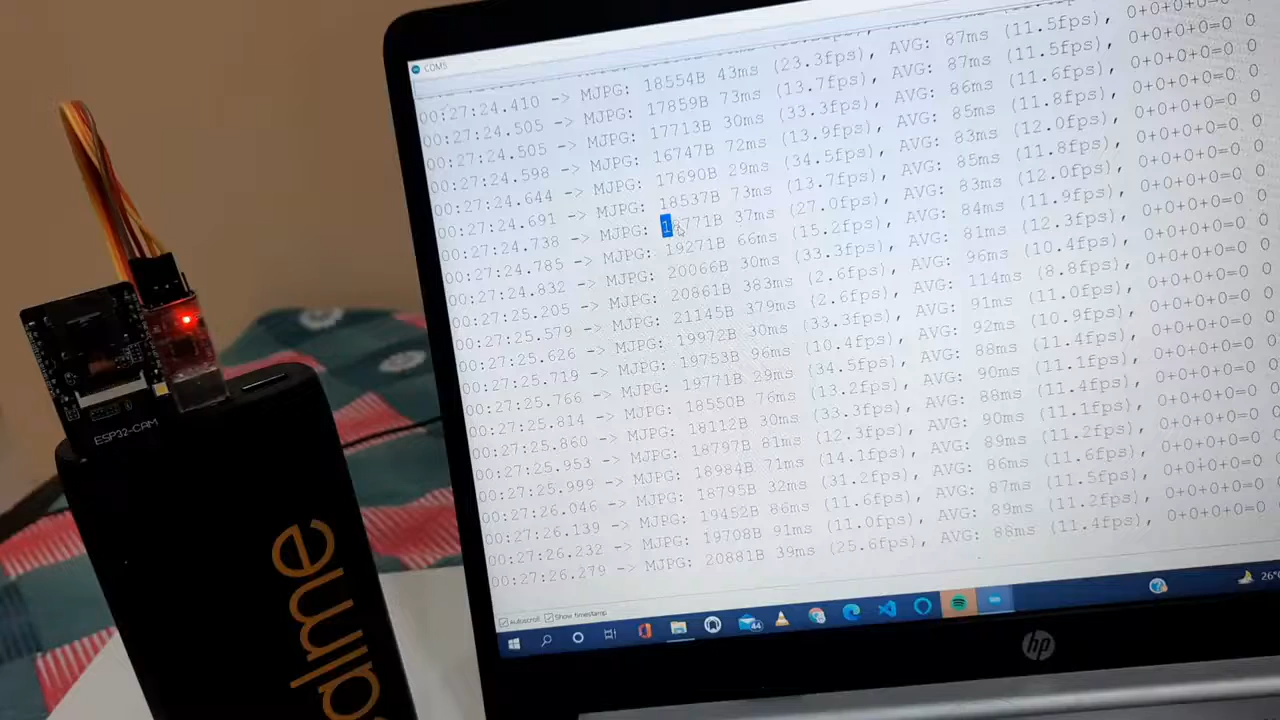 COM5
00:27:24.410 -> MJPG: 18554B 43ms (23.3fps), AVG: 87ms (11.5fps), 0+0+0+0=0 0
00:27:24.505 -> MJPG: 17859B 73ms (13.7fps), AVG: 87ms (11.5fps), 0+0+0+0=0 0
00:27:24.505 -> MJPG: 17713B 30ms (33.3fps), AVG: 86ms (11.6fps), 0+0+0+0=0 0
00:27:24.598 -> MJPG: 16747B 72ms (13.9fps), AVG: 85ms (11.8fps), 0+0+0+0=0 0
00:27:24.644 -> MJPG: 17690B 29ms (34.5fps), AVG: 83ms (12.0fps), 0+0+0+0=0 0
00:27:24.691 -> MJPG: 18537B 73ms (13.7fps), AVG: 85ms (11.8fps), 0+0+0+0=0 0
00:27:24.738 -> MJPG: 18771B 37ms (27.0fps), AVG: 83ms (12.0fps), 0+0+0+0=0 0
00:27:24.785 -> MJPG: 19271B 66ms (15.2fps), AVG: 84ms (11.9fps), 0+0+0+0=0 0
00:27:24.832 -> MJPG: 20066B 30ms (33.3fps), AVG: 81ms (12.3fps), 0+0+0+0=0 0
00:27:25.205 -> MJPG: 20861B 383ms (2.6fps), AVG: 96ms (10.4fps), 0+0+0+0=0 0
00:27:25.579 -> MJPG: 21145B 379ms (2.6fps), AVG: 114ms (8.8fps), 0+0+0+0=0 0
00:27:25.626 -> MJPG: 19972B 30ms (33.3fps), AVG: 91ms (11.0fps), 0+0+0+0=0 0
00:27:25.719 -> MJPG: 19753B 96ms (10.4fps), AVG: 92ms (10.9fps), 0+0+0+0=0 0
00:27:25.766 -> MJPG: 19771B 29ms (34.5fps), AVG: 88ms (11.4fps), 0+0+0+0=0 0
00:27:25.814 -> MJPG: 18550B 76ms (13.2fps), AVG: 90ms (11.1fps), 0+0+0+0=0 0
00:27:25.860 -> MJPG: 18112B 30ms (33.3fps), AVG: 88ms (11.4fps), 0+0+0+0=0 0
00:27:25.953 -> MJPG: 18797B 81ms (12.3fps), AVG: 90ms (11.1fps), 0+0+0+0=0 0
00:27:25.999 -> MJPG: 18984B 71ms (14.1fps), AVG: 89ms (11.2fps), 0+0+0+0=0 0
00:27:26.046 -> MJPG: 18795B 32ms (31.2fps), AVG: 86ms (11.6fps), 0+0+0+0=0 0
00:27:26.139 -> MJPG: 19452B 86ms (11.6fps), AVG: 87ms (11.5fps), 0+0+0+0=0 0
00:27:26.232 -> MJPG: 19708B 91ms (11.0fps), AVG: 89ms (11.2fps), 0+0+0+0=0 0
00:27:26.279 -> MJPG: 20881B 39ms (25.6fps), AVG: 88ms (11.4fps), 0+0+0+0=0 0
Autoscroll Show timestamp
44
26°
hp
ESP32-CAM
realme